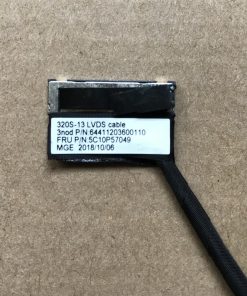 320S-13 LVDS cable
3nod P/N:64411203600110
FRU P/N:5C10P57049
MGE  2018/10/06